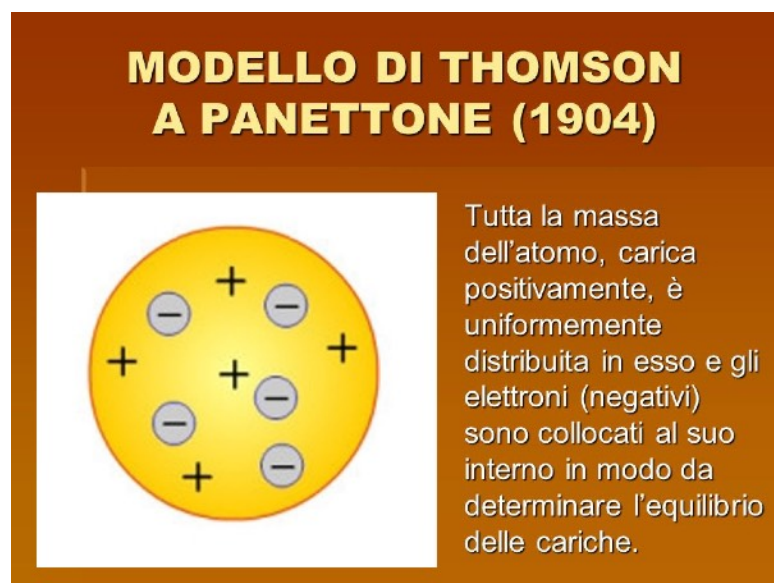 MODELLO DI THOMSON
A PANETTONE (1904)
Tutta la massa
dell'atomo, carica
positivamente, è
uniformemente
distribuita in esso e gli
elettroni (negativi)
sono collocati al suo
interno in modo da
determinare l'equilibrio
delle cariche.
+
− −
+ +
+
−
−
−
+